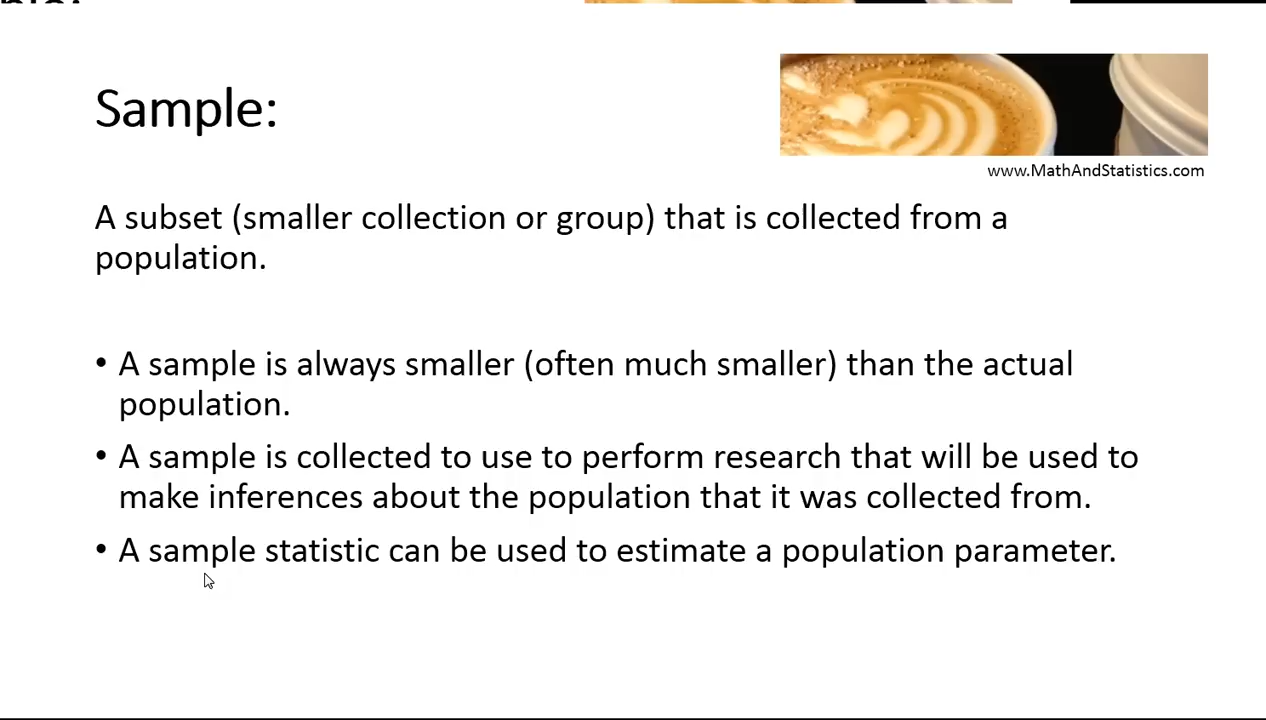 Sample:
www.MathAndStatistics.com
A subset (smaller collection or group) that is collected from a
population.
• A sample is always smaller (often much smaller) than the actual
population.
• A sample is collected to use to perform research that will be used to
make inferences about the population that it was collected from.
• A sample statistic can be used to estimate a population parameter.